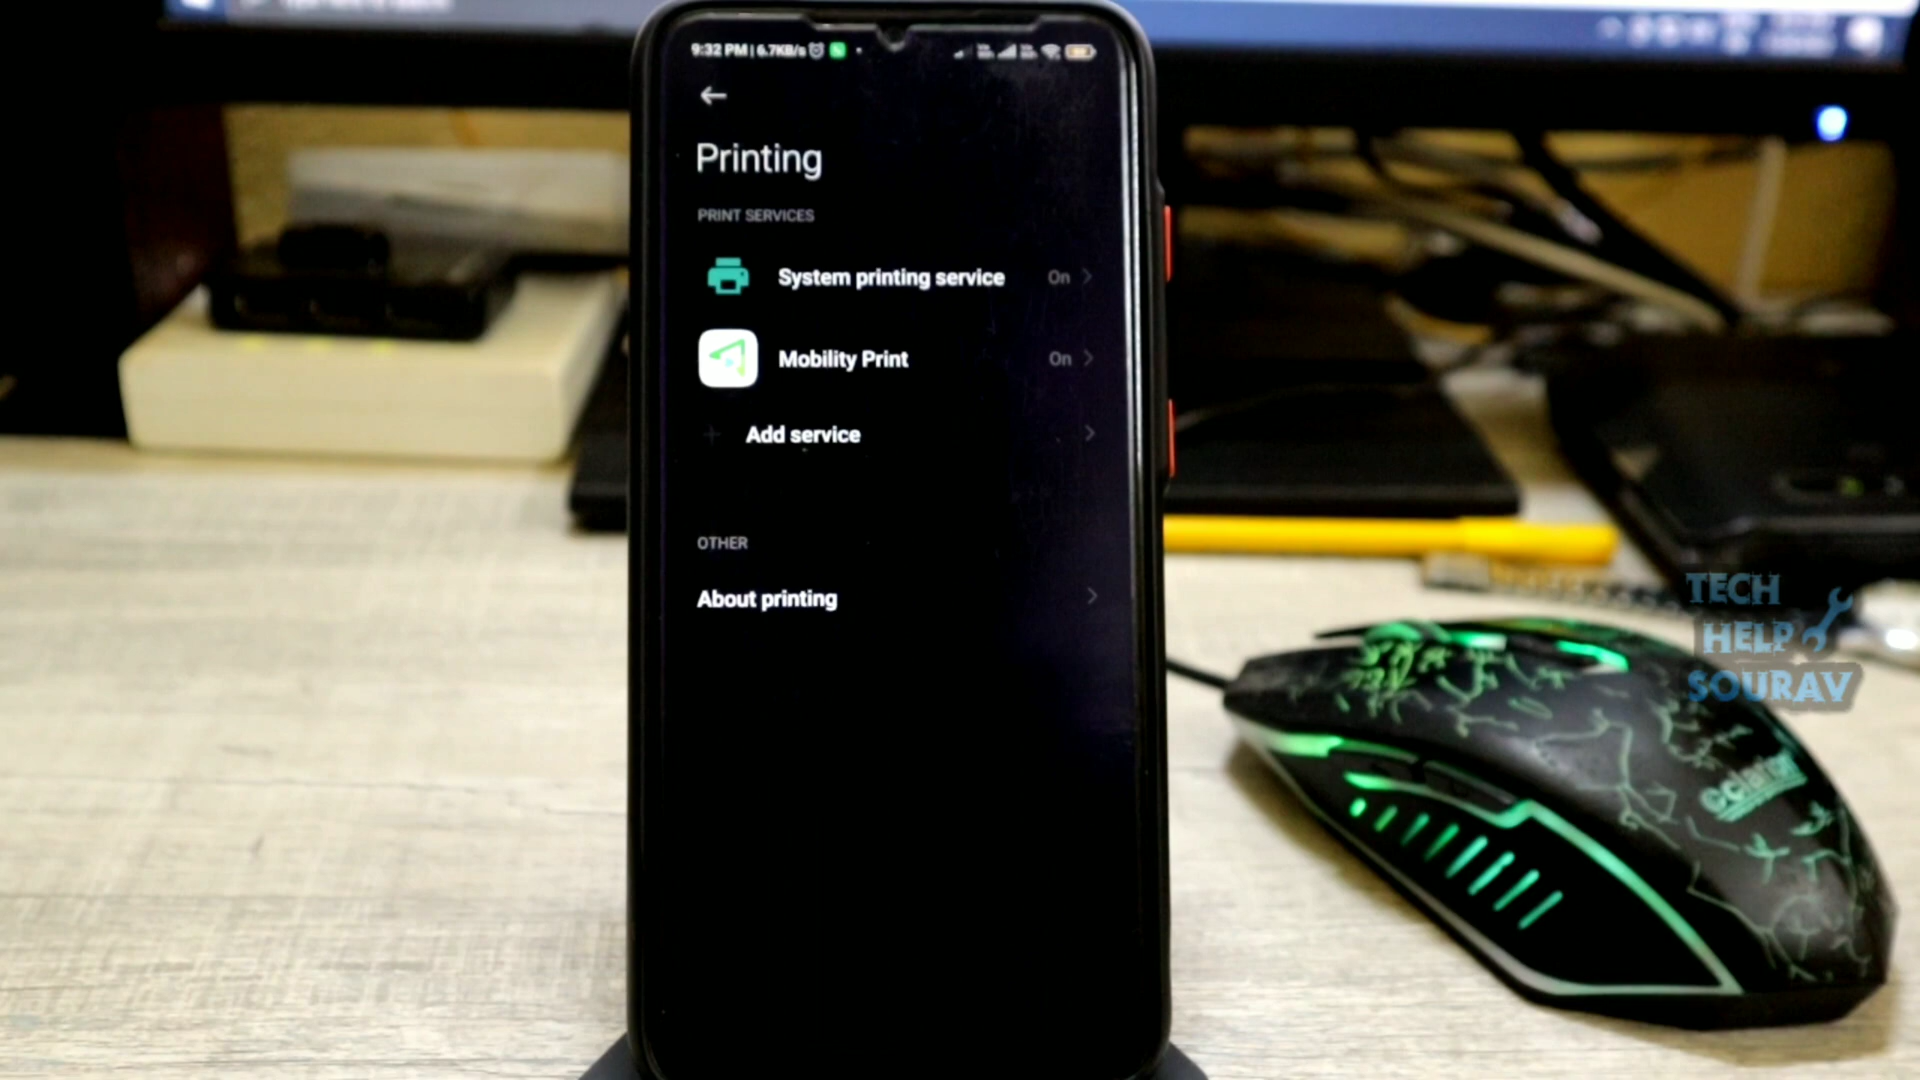 9:32 PM | 6.7KB/s
Printing
PRINT SERVICES
System printing service On
Mobility Print On
Add service
OTHER
About printing
TECH
HELP
SOURAV